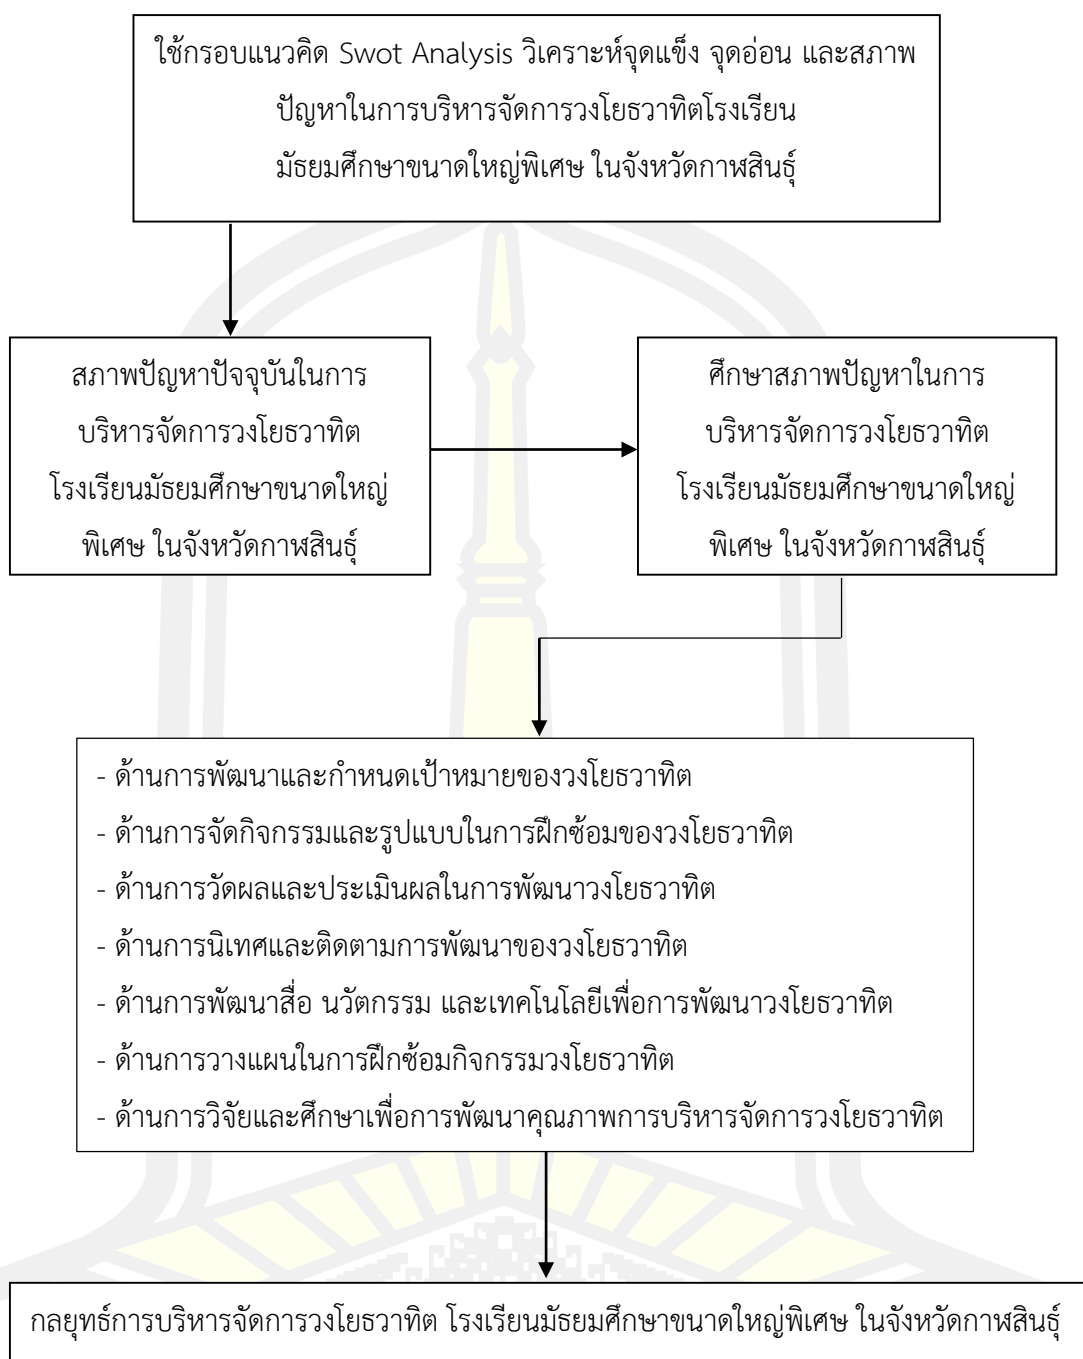 ใช้กรอบแนวคิด Swot Analysis วิเคราะห์จุดแข็ง จุดอ่อน และสภาพ
ปัญหาในการบริหารจัดการวงโยธวาทิตโรงเรียน
มัธยมศึกษาขนาดใหญ่พิเศษ ในจังหวัดกาฬสินธุ์
สภาพปัญหาปัจจุบันในการ
บริหารจัดการวงโยธวาทิต
โรงเรียนมัธยมศึกษาขนาดใหญ่
พิเศษ ในจังหวัดกาฬสินธุ์
ศึกษาสภาพปัญหาในการ
บริหารจัดการวงโยธวาทิต
โรงเรียนมัธยมศึกษาขนาดใหญ่
พิเศษ ในจังหวัดกาฬสินธุ์
- ด้านการพัฒนาและกำหนดเป้าหมายของวงโยธวาทิต
- ด้านการจัดกิจกรรมและรูปแบบในการฝึกซ้อมของวงโยธวาทิต
- ด้านการวัดผลและประเมินผลในการพัฒนาวงโยธวาทิต
- ด้านการนิเทศและติดตามการพัฒนาของวงโยธวาทิต
- ด้านการพัฒนาสื่อ นวัตกรรม และเทคโนโลยีเพื่อการพัฒนาวงโยธวาทิต
- ด้านการวางแผนในการฝึกซ้อมกิจกรรมวงโยธวาทิต
- ด้านการวิจัยและศึกษาเพื่อการพัฒนาคุณภาพการบริหารจัดการวงโยธวาทิต
กลยุทธ์การบริหารจัดการวงโยธวาทิต โรงเรียนมัธยมศึกษาขนาดใหญ่พิเศษ ในจังหวัดกาฬสินธุ์